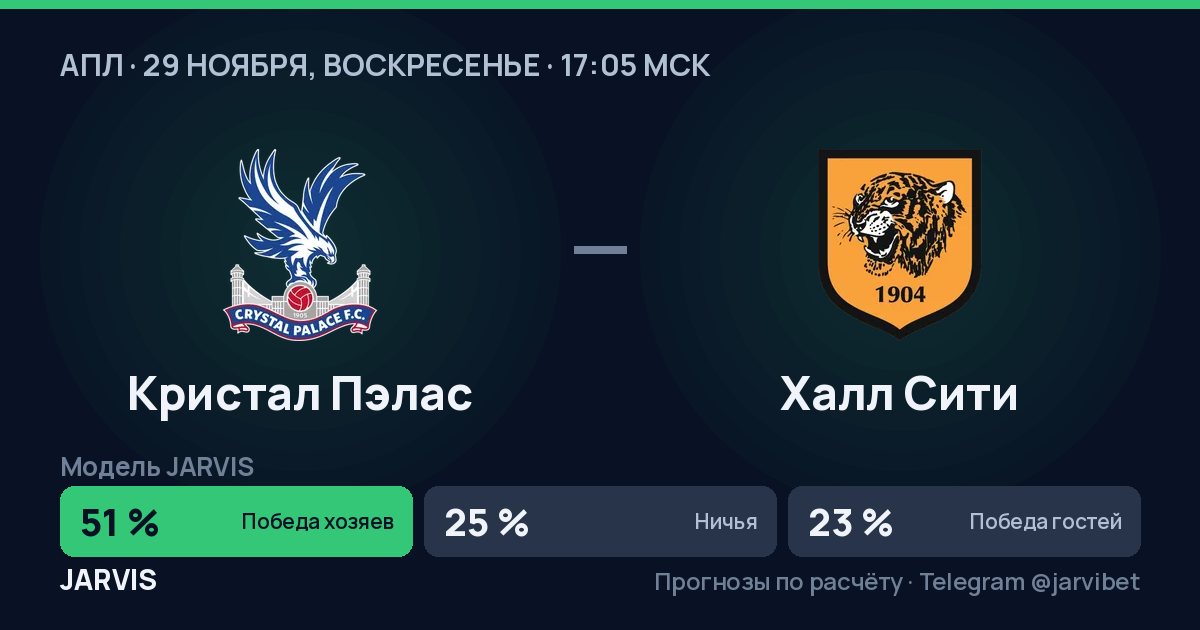 АПЛ · 29 НОЯБРЯ, ВОСКРЕСЕНЬЕ · 17:05 МСК
1905
CRYSTAL PALACE F.C.
1904
Кристал Пэлас
Халл Сити
Модель JARVIS
51 % Победа хозяев
25 % Ничья
23 % Победа гостей
JARVIS
Прогнозы по расчёту · Telegram @jarvibet